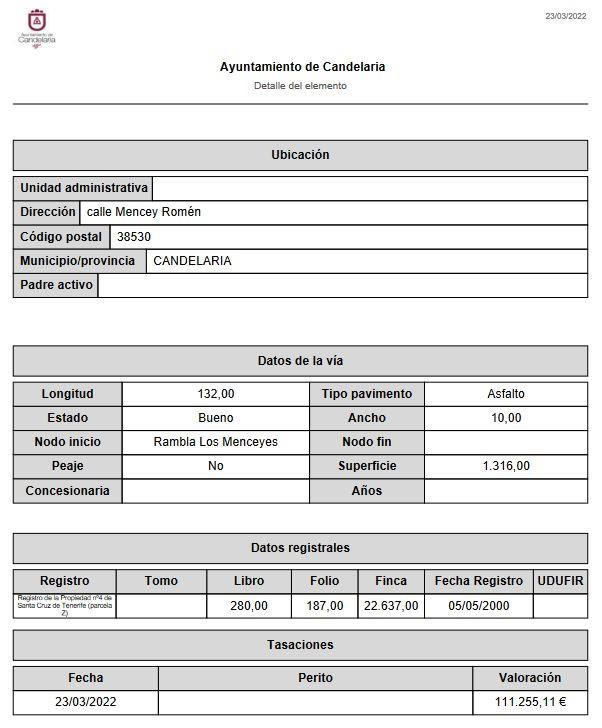 23/03/2022
Ayuntamiento de
Candelaria
Ayuntamiento de Candelaria
Detalle del elemento
Ubicación
Unidad administrativa
Dirección calle Mencey Romén
Código postal 38530
Municipio/provincia CANDELARIA
Padre activo
Datos de la vía
Longitud 132,00 Tipo pavimento Asfalto
Estado Bueno Ancho 10,00
Nodo inicio Rambla Los Menceyes Nodo fin
Peaje No Superficie 1.316,00
Concesionaria Años
Datos registrales
Registro Tomo Libro Folio Finca Fecha Registro UDUFIR
Registro de la Propiedad nº4 de
Santa Cruz de Tenerife (parcela
Z)
280,00 187,00 22.637,00 05/05/2000
Tasaciones
Fecha Perito Valoración
23/03/2022 111.255,11 €